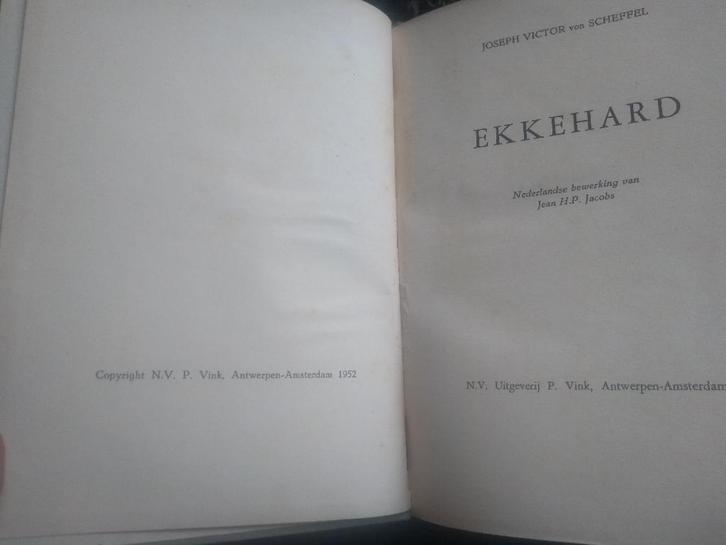 Copyright N.V. P. Vink, Antwerpen-Amsterdam 1952
JOSEPH VICTOR von SCHEFFEL
EKKEHARD
Nederlandse bewerking van
Jean H.P. Jacobs
N.V. Uitgeverij P. Vink, Antwerpen-Amsterdam